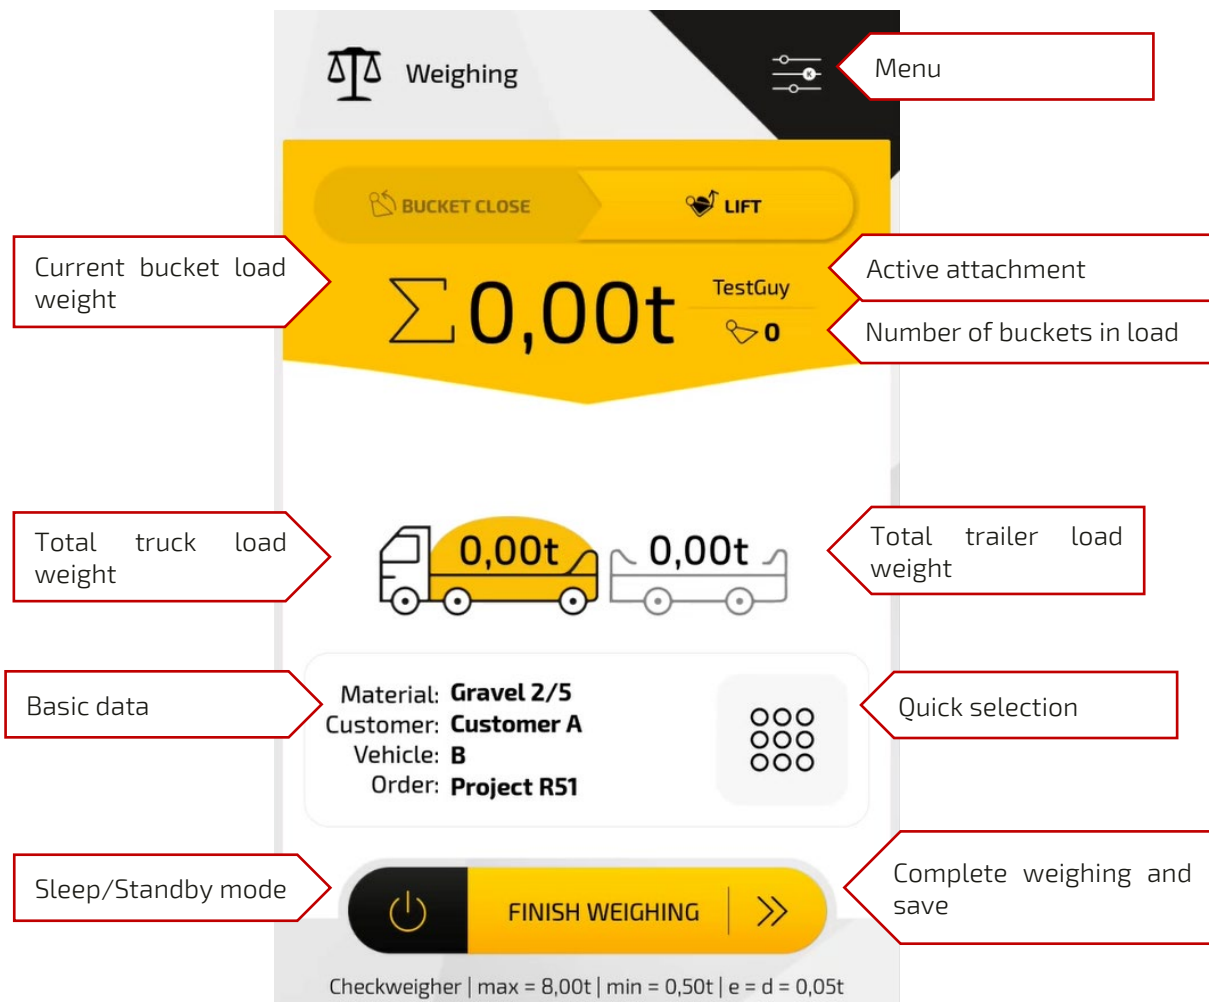 Weighing
Menu
BUCKET CLOSE
LIFT
Current bucket load
weight
Σ0,00t
TestGuy
0
Active attachment
Number of buckets in load
Total truck load
weight
0,00t
0,00t
Total trailer load
weight
Basic data
Material: Gravel 2/5
Customer: Customer A
Vehicle: B
Order: Project R51
Quick selection
Sleep/Standby mode
FINISH WEIGHING
Complete weighing and
save
Checkweigher | max = 8,00t | min = 0,50t | e = d = 0,05t